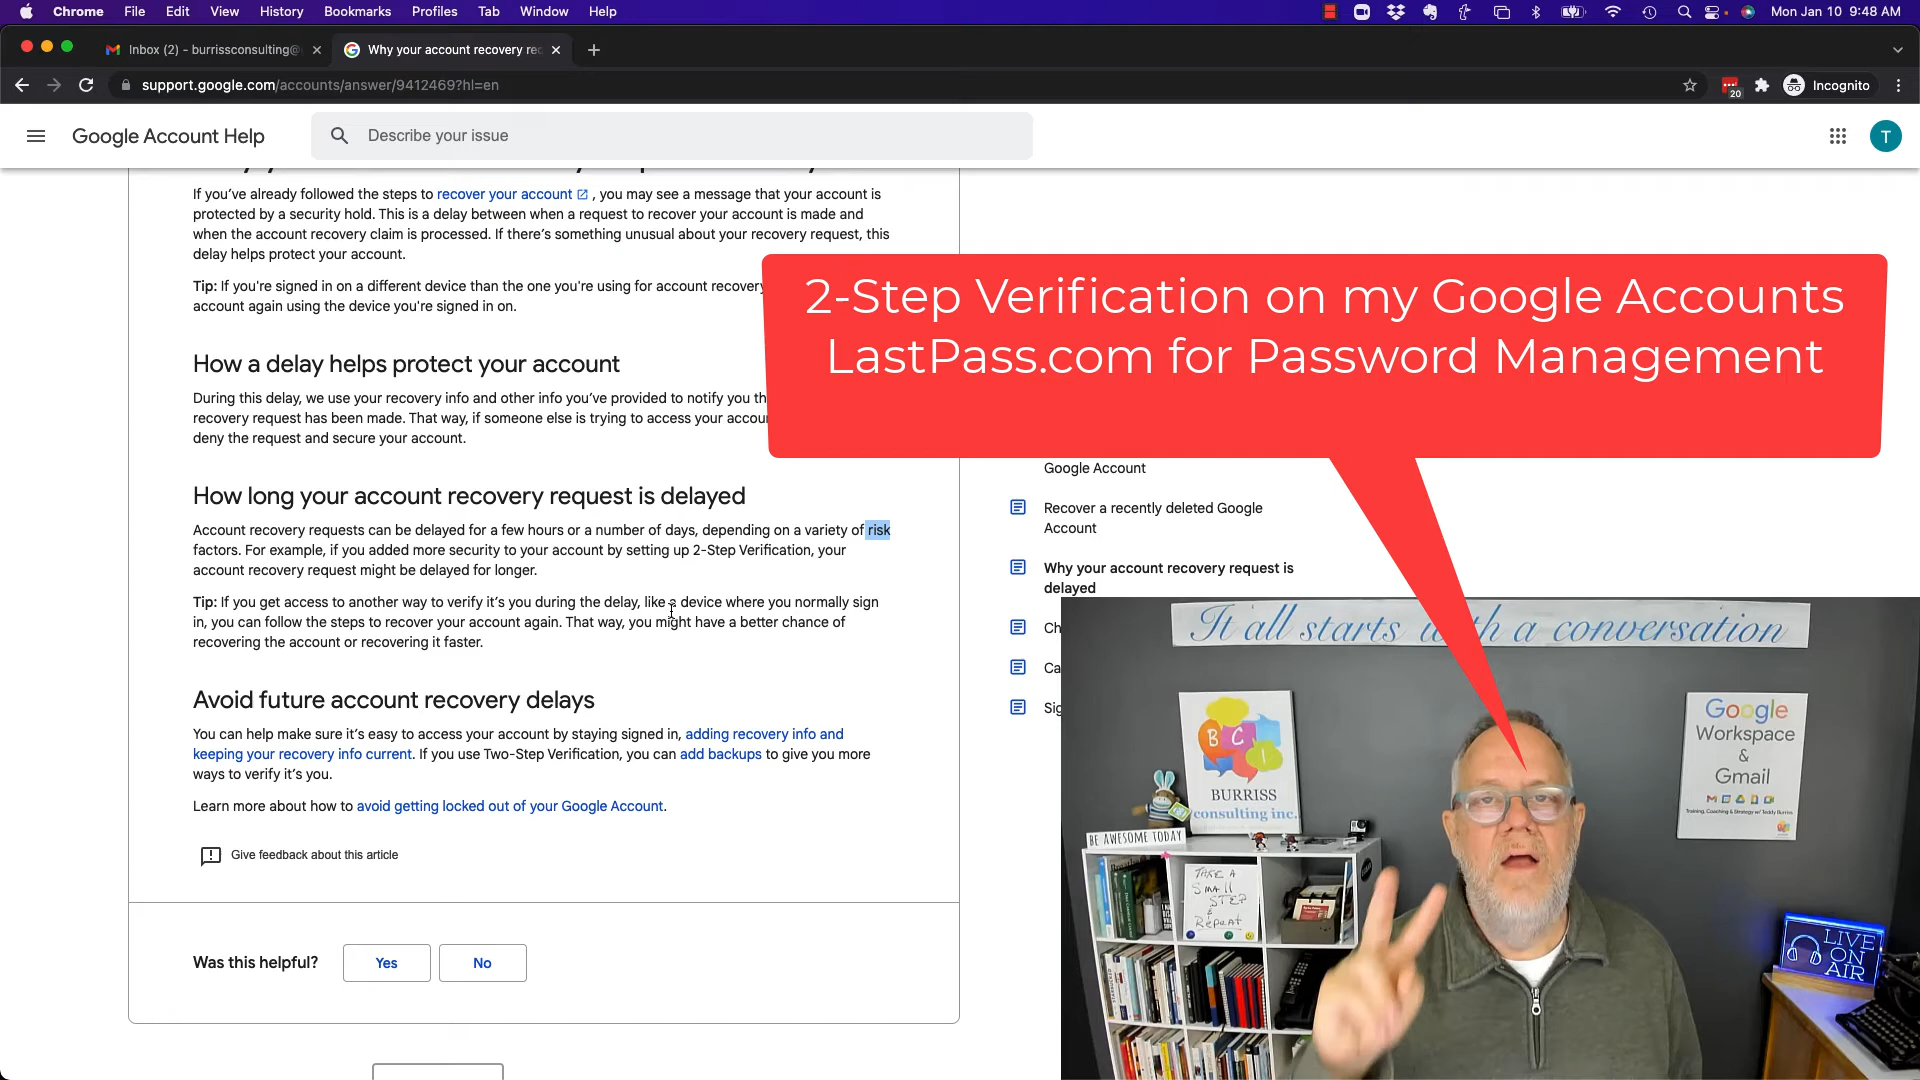 Chrome File Edit View History Bookmarks Profiles Tab Window Help
Mon Jan 10 9:48 AM
Inbox (2) - burrissconsulting@
Why your account recovery re
support.google.com/accounts/answer/9412469?hl=en
20
Incognito
Google Account Help
Describe your issue
T
If you've already followed the steps to recover your account , you may see a message that your account is
protected by a security hold. This is a delay between when a request to recover your account is made and
when the account recovery claim is processed. If there's something unusual about your recovery request, this
delay helps protect your account.
Tip: If you're signed in on a different device than the one you're using for account recovery
account again using the device you're signed in on.
2-Step Verification on my Google Accounts
LastPass.com for Password Management
How a delay helps protect your account
During this delay, we use your recovery info and other info you've provided to notify you th
recovery request has been made. That way, if someone else is trying to access your accou
deny the request and secure your account.
How long your account recovery request is delayed
Account recovery requests can be delayed for a few hours or a number of days, depending on a variety of risk
factors. For example, if you added more security to your account by setting up 2-Step Verification, your
account recovery request might be delayed for longer.
Tip: If you get access to another way to verify it's you during the delay, like a device where you normally sign
in, you can follow the steps to recover your account again. That way, you might have a better chance of
recovering the account or recovering it faster.
Avoid future account recovery delays
You can help make sure it's easy to access your account by staying signed in, adding recovery info and
keeping your recovery info current. If you use Two-Step Verification, you can add backups to give you more
ways to verify it's you.
Learn more about how to avoid getting locked out of your Google Account.
Give feedback about this article
Was this helpful?
Yes
No
Google Account
Recover a recently deleted Google
Account
Why your account recovery request is
delayed
Ch
Ca
Sig
It all starts with a conversation
B C I
BURRISS
consulting inc.
BE AWESOME TODAY
TAKE A
SMALL
STEP
&
REPEAT
Google
Workspace
&
Gmail
Training, Coaching & Strategy w/ Teddy Burriss
LIVE
ON
AIR